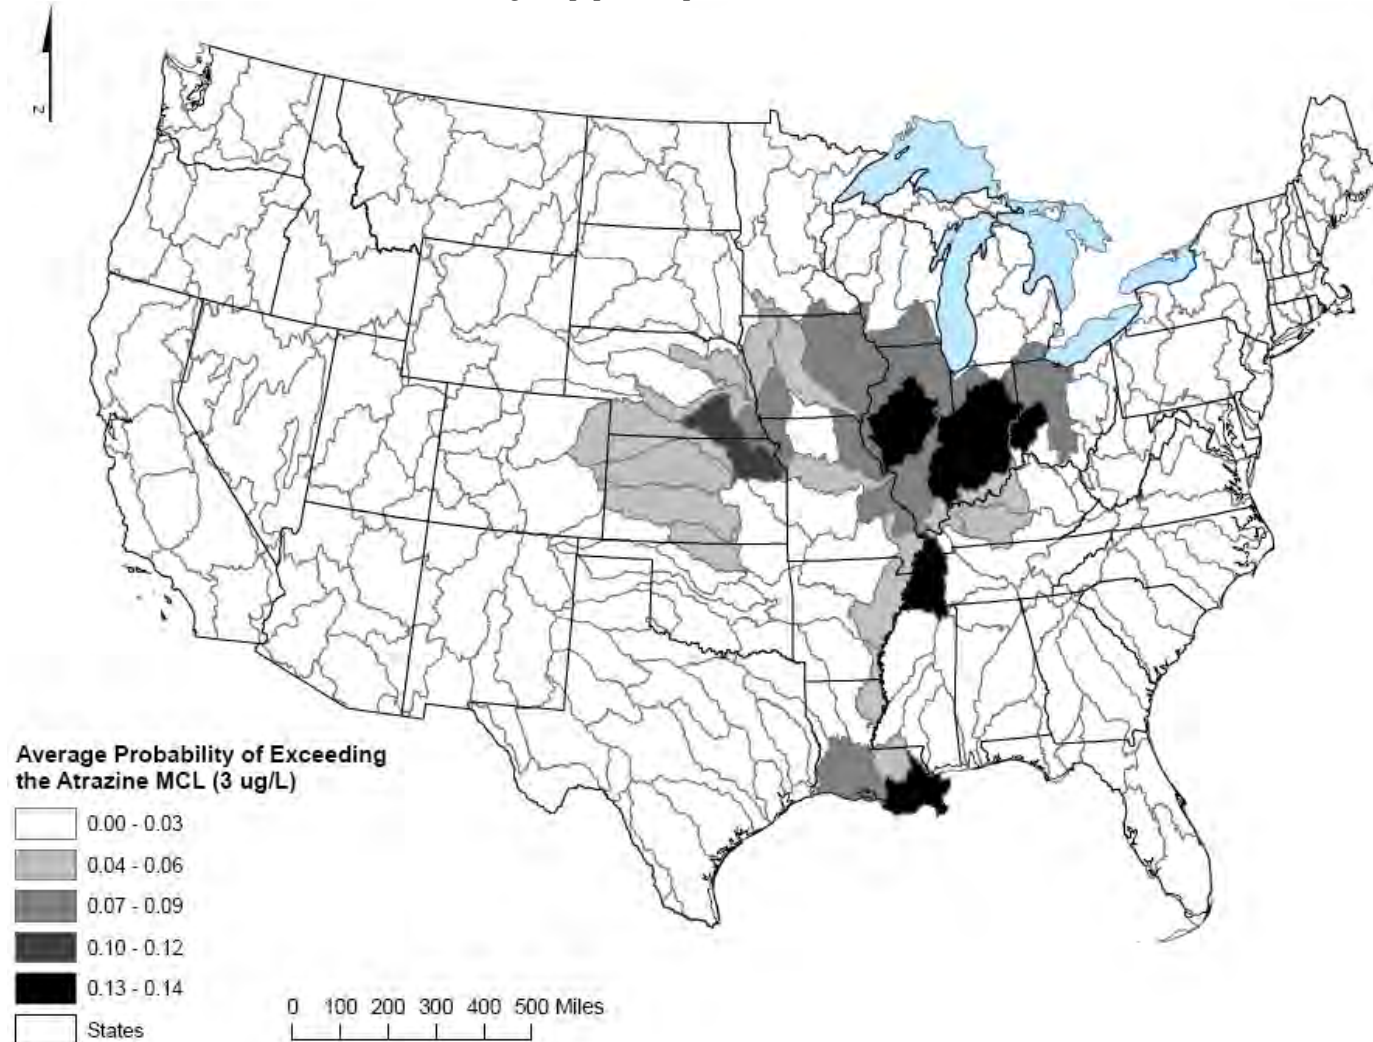 N
Average Probability of Exceeding
the Atrazine MCL (3 ug/L)
0.00 - 0.03
0.04 - 0.06
0.07 - 0.09
0.10 - 0.12
0.13 - 0.14
States
0 100 200 300 400 500 Miles